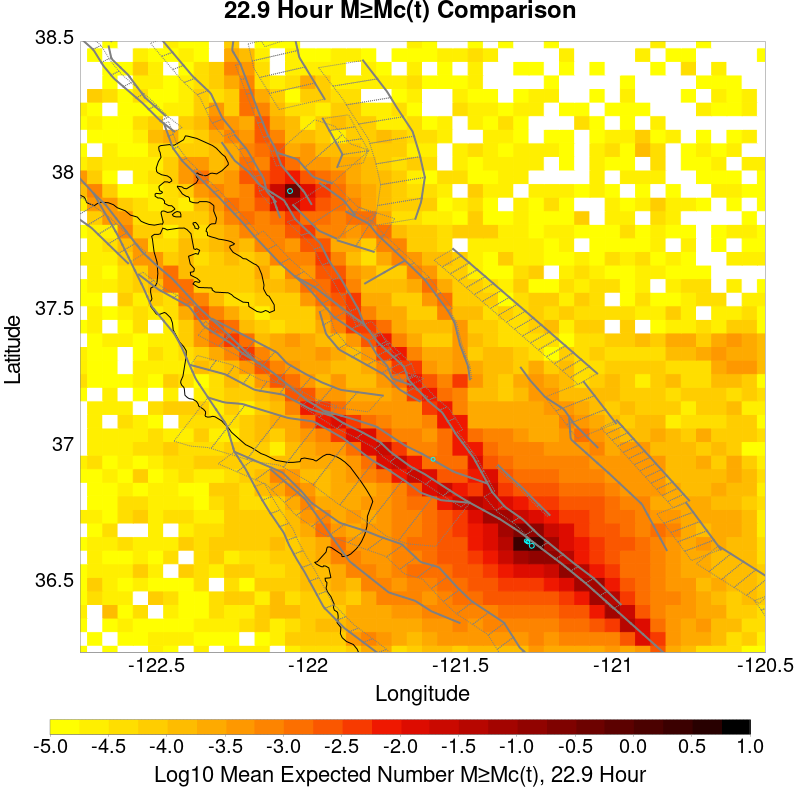 22.9 Hour M≥Mc(t) Comparison
38.5
38
37.5
37
36.5
Latitude
-122.5 -122 -121.5 -121 -120.5
Longitude
-5.0 -4.5 -4.0 -3.5 -3.0 -2.5 -2.0 -1.5 -1.0 -0.5 0.0 0.5 1.0
Log10 Mean Expected Number M≥Mc(t), 22.9 Hour